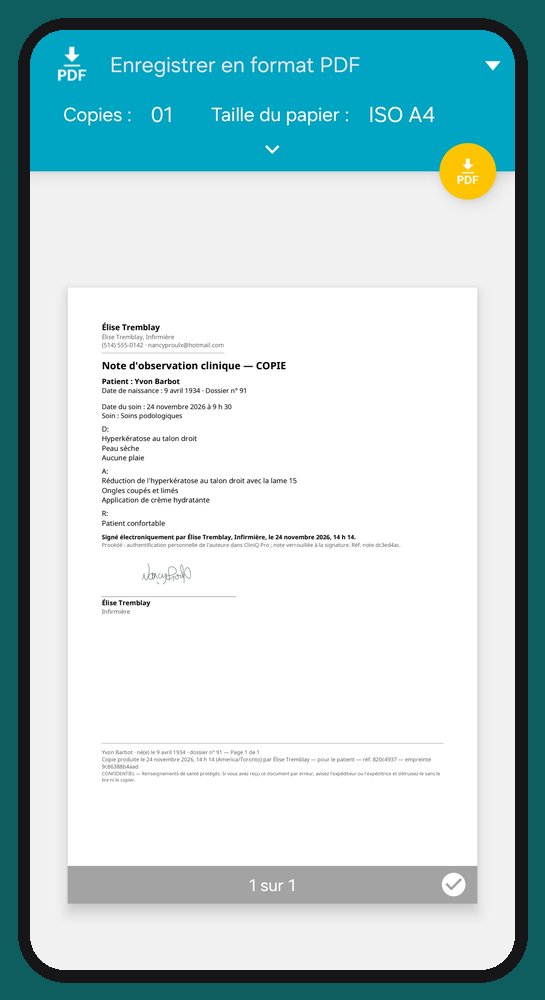 PDF
Enregistrer en format PDF
Copies : 01 Taille du papier : ISO A4
PDF
Élise Tremblay
Élise Tremblay, Infirmière
(514) 555-0142 · nancyproulx@hotmail.com
Note d'observation clinique — COPIE
Patient : Yvon Barbot
Date de naissance : 9 avril 1934 · Dossier n° 91
Date du soin : 24 novembre 2026 à 9 h 30
Soin : Soins podologiques
D:
Hyperkératose au talon droit
Peau sèche
Aucune plaie
A:
Réduction de l'hyperkératose au talon droit avec la lame 15
Ongles coupés et limés
Application de crème hydratante
R:
Patient confortable
Signé électroniquement par Élise Tremblay, Infirmière, le 24 novembre 2026, 14 h 14.
Procédé : authentification personnelle de l'auteure dans CliniQ Pro ; note verrouillée à la signature. Réf. note dc3ed4ac.
Nancy Proulx
Élise Tremblay
Infirmière
Yvon Barbot · né(e) le 9 avril 1934 · dossier n° 91 — Page 1 de 1
Copie produite le 24 novembre 2026, 14 h 14 (America/Toronto) par Élise Tremblay — pour le patient — réf. 820c4937 — empreinte
9c86388b4aad
CONFIDENTIEL — Renseignements de santé protégés. Si vous avez reçu ce document par erreur, avisez l'expéditeur ou l'expéditrice et détruisez-le sans le
lire ni le copier.
1 sur 1